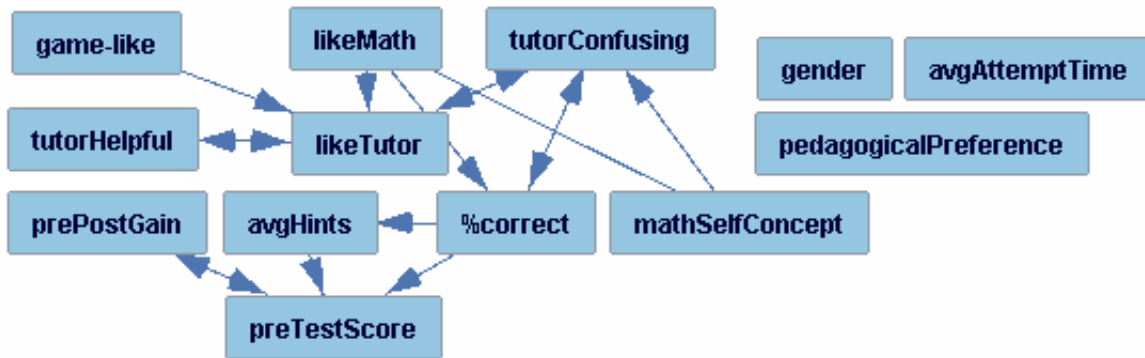 game-like
likeMath
tutorConfusing
gender
avgAttemptTime
tutorHelpful
likeTutor
pedagogicalPreference
prePostGain
avgHints
%correct
mathSelfConcept
preTestScore